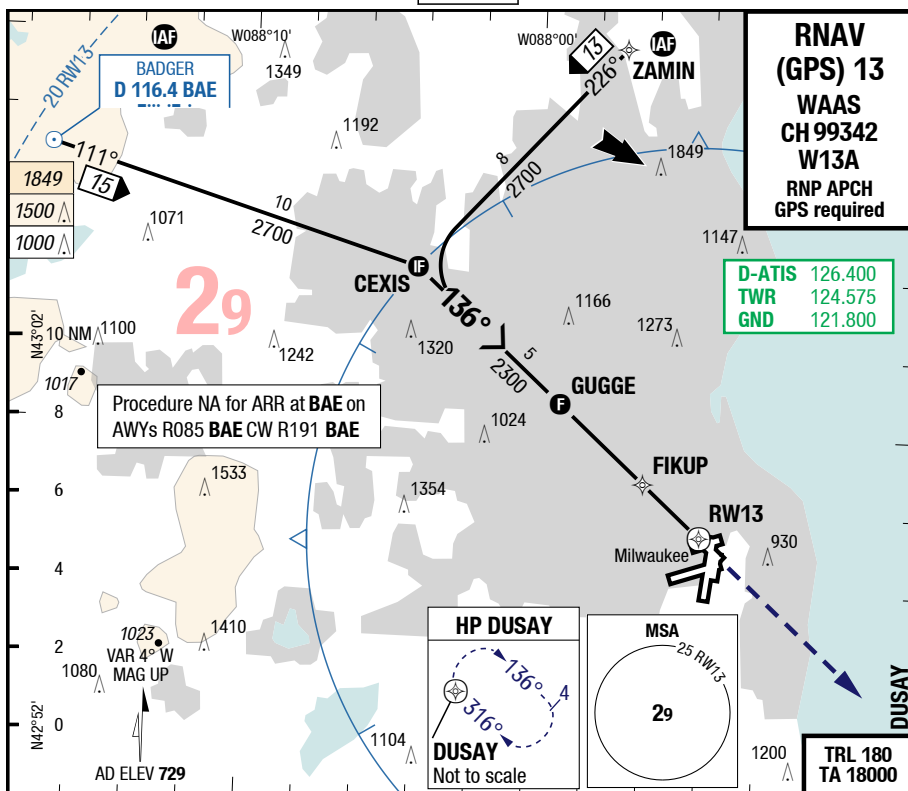 IAF
W088°10'
1349
W088°00'
13
226°
IAF
ZAMIN
RNAV
(GPS) 13
WAAS
CH 99342
W13A
RNP APCH
GPS required
20 RW13
BADGER
D 116.4 BAE
1192
1849
111°
15
8
2700
1849
1500
1000
1071
10
2700
1147
CEXIS
IF
136°
D-ATIS 126.400
TWR 124.575
GND 121.800
29
1166
N43°02'
10 NM
1100
1242
1320
5
2300
1273
1017
GUGGE
F
Procedure NA for ARR at BAE on
AWYs R085 BAE CW R191 BAE
8
1024
FIKUP
1533
6
1354
RW13
Milwaukee
930
4
HP DUSAY
136°
4
316°
DUSAY
Not to scale
MSA
25 RW13
29
1023
1410
2
VAR 4° W
MAG UP
1080
DUSAY
N42°52'
0
1104
1200
AD ELEV 729
TRL 180
TA 18000